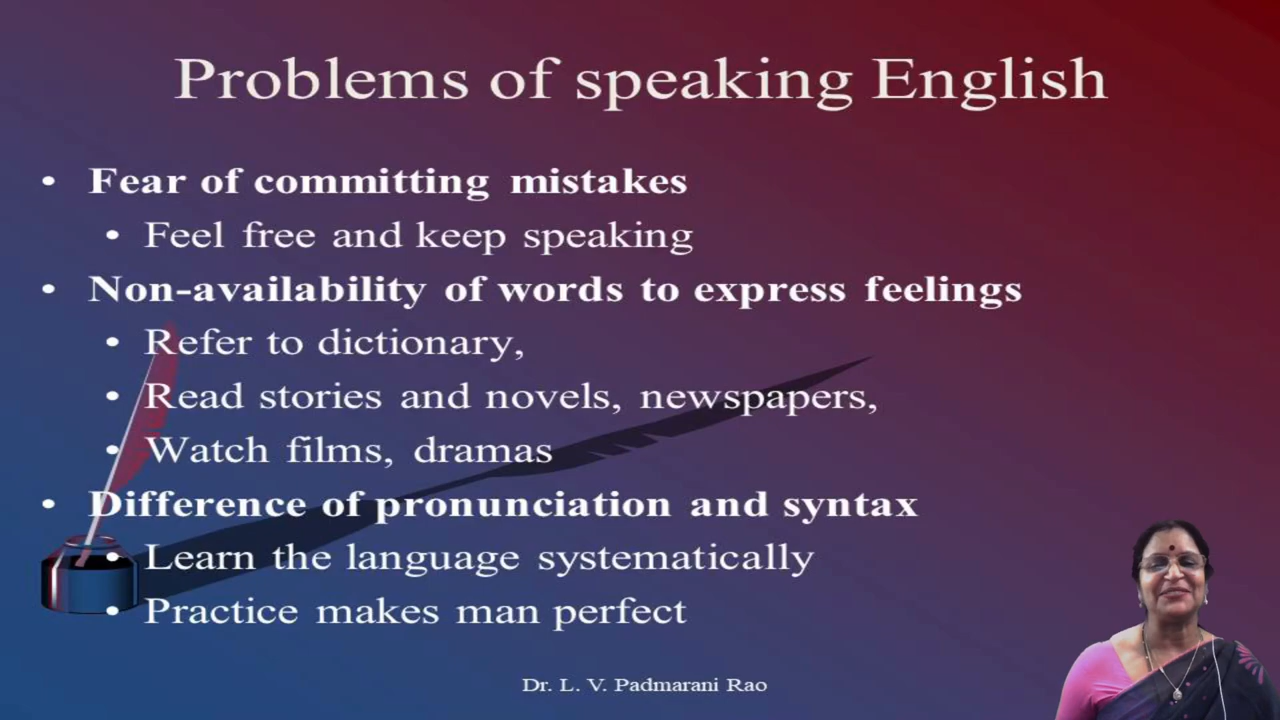 Problems of speaking English
• Fear of committing mistakes
• Feel free and keep speaking
• Non-availability of words to express feelings
• Refer to dictionary,
• Read stories and novels, newspapers,
• Watch films, dramas
• Difference of pronunciation and syntax
• Learn the language systematically
• Practice makes man perfect
Dr. L. V. Padmarani Rao